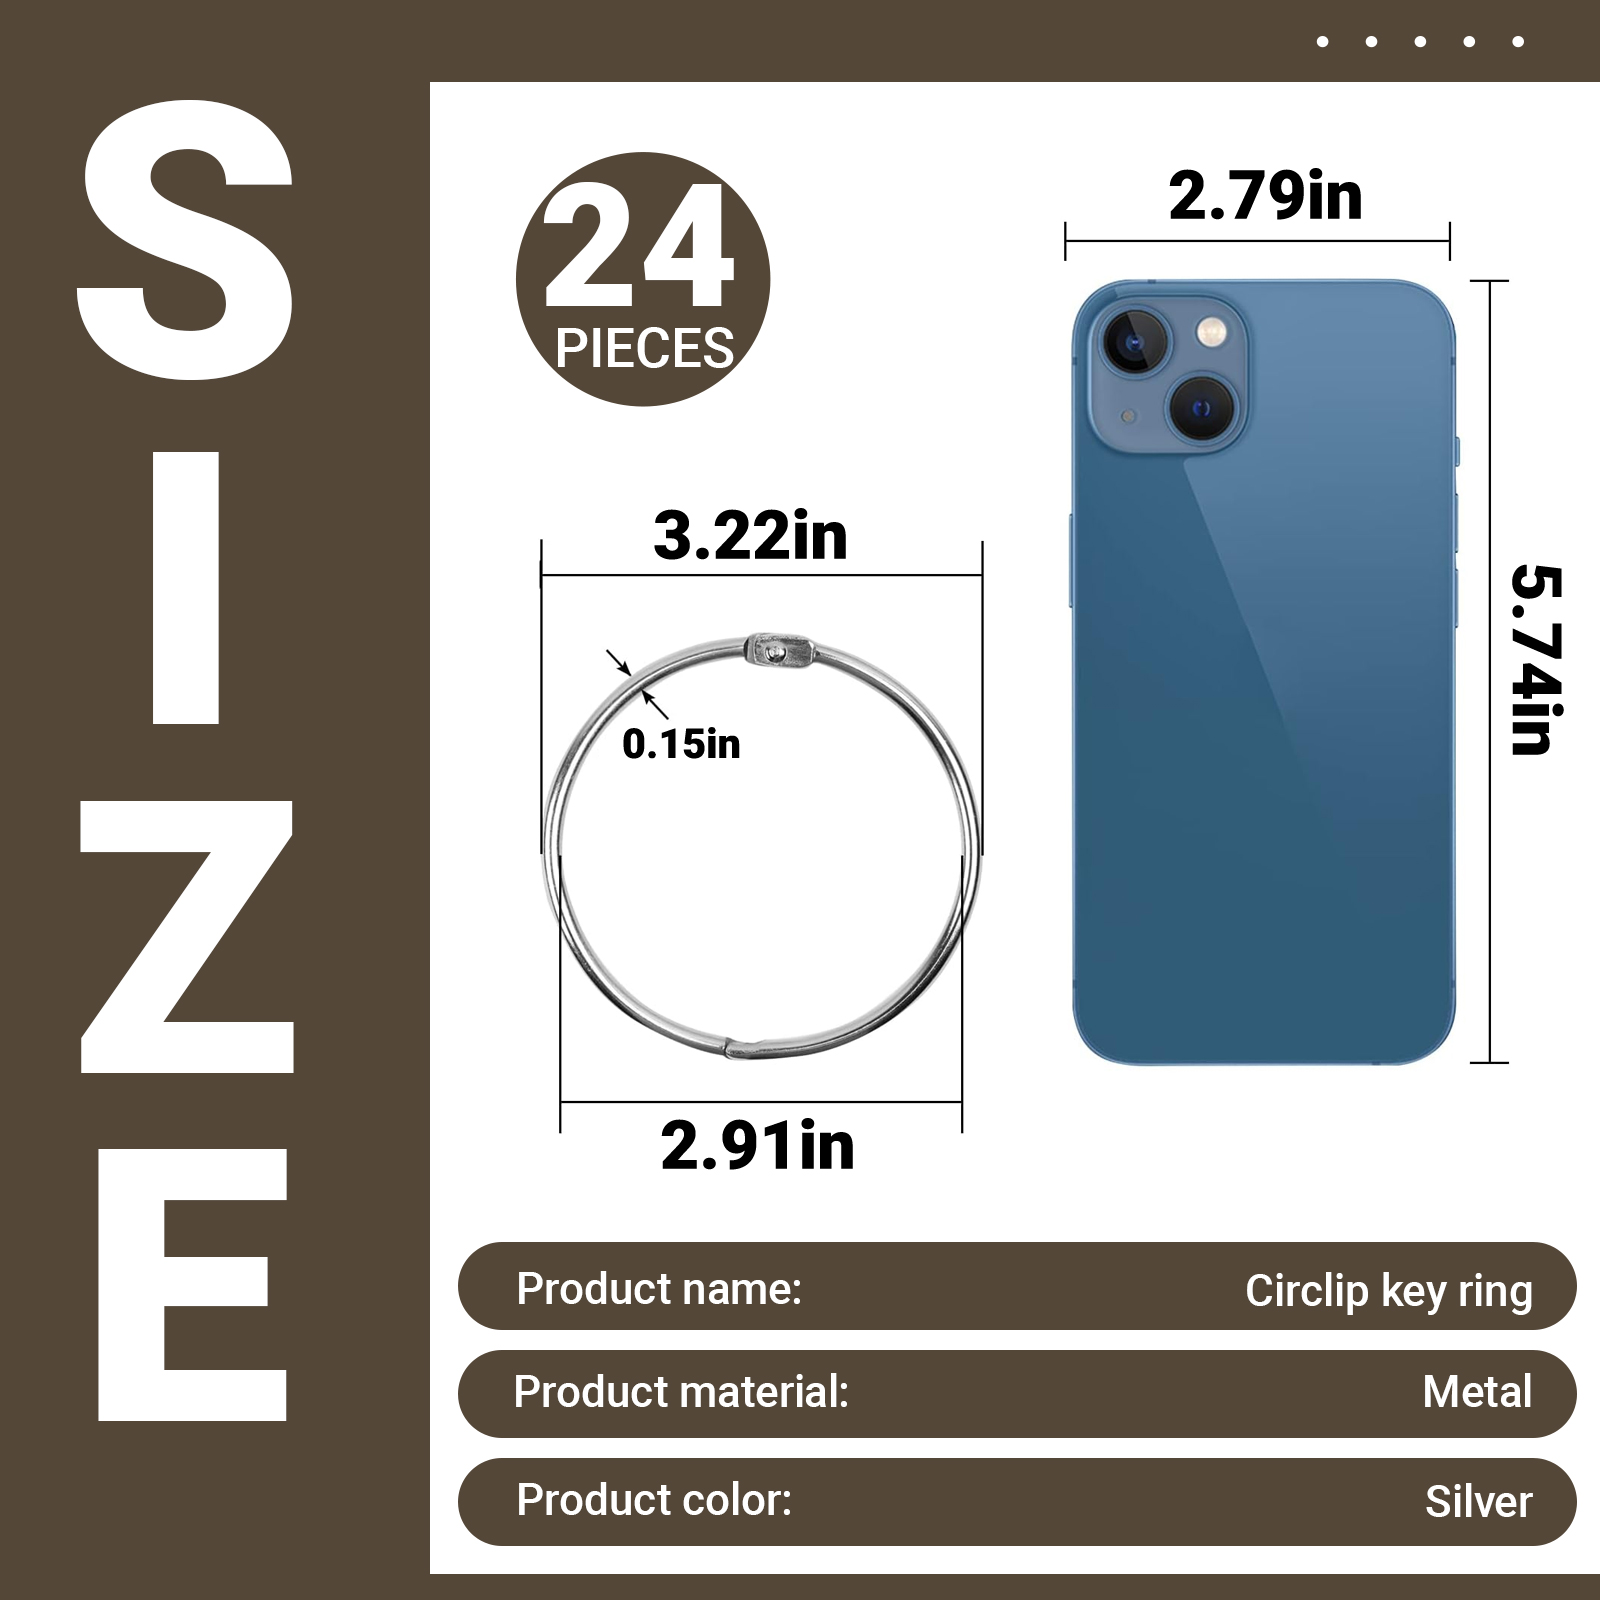 SIZE
24
PIECES
2.79in
5.74in
3.22in
0.15in
2.91in
Product name: Circlip key ring
Product material: Metal
Product color: Silver